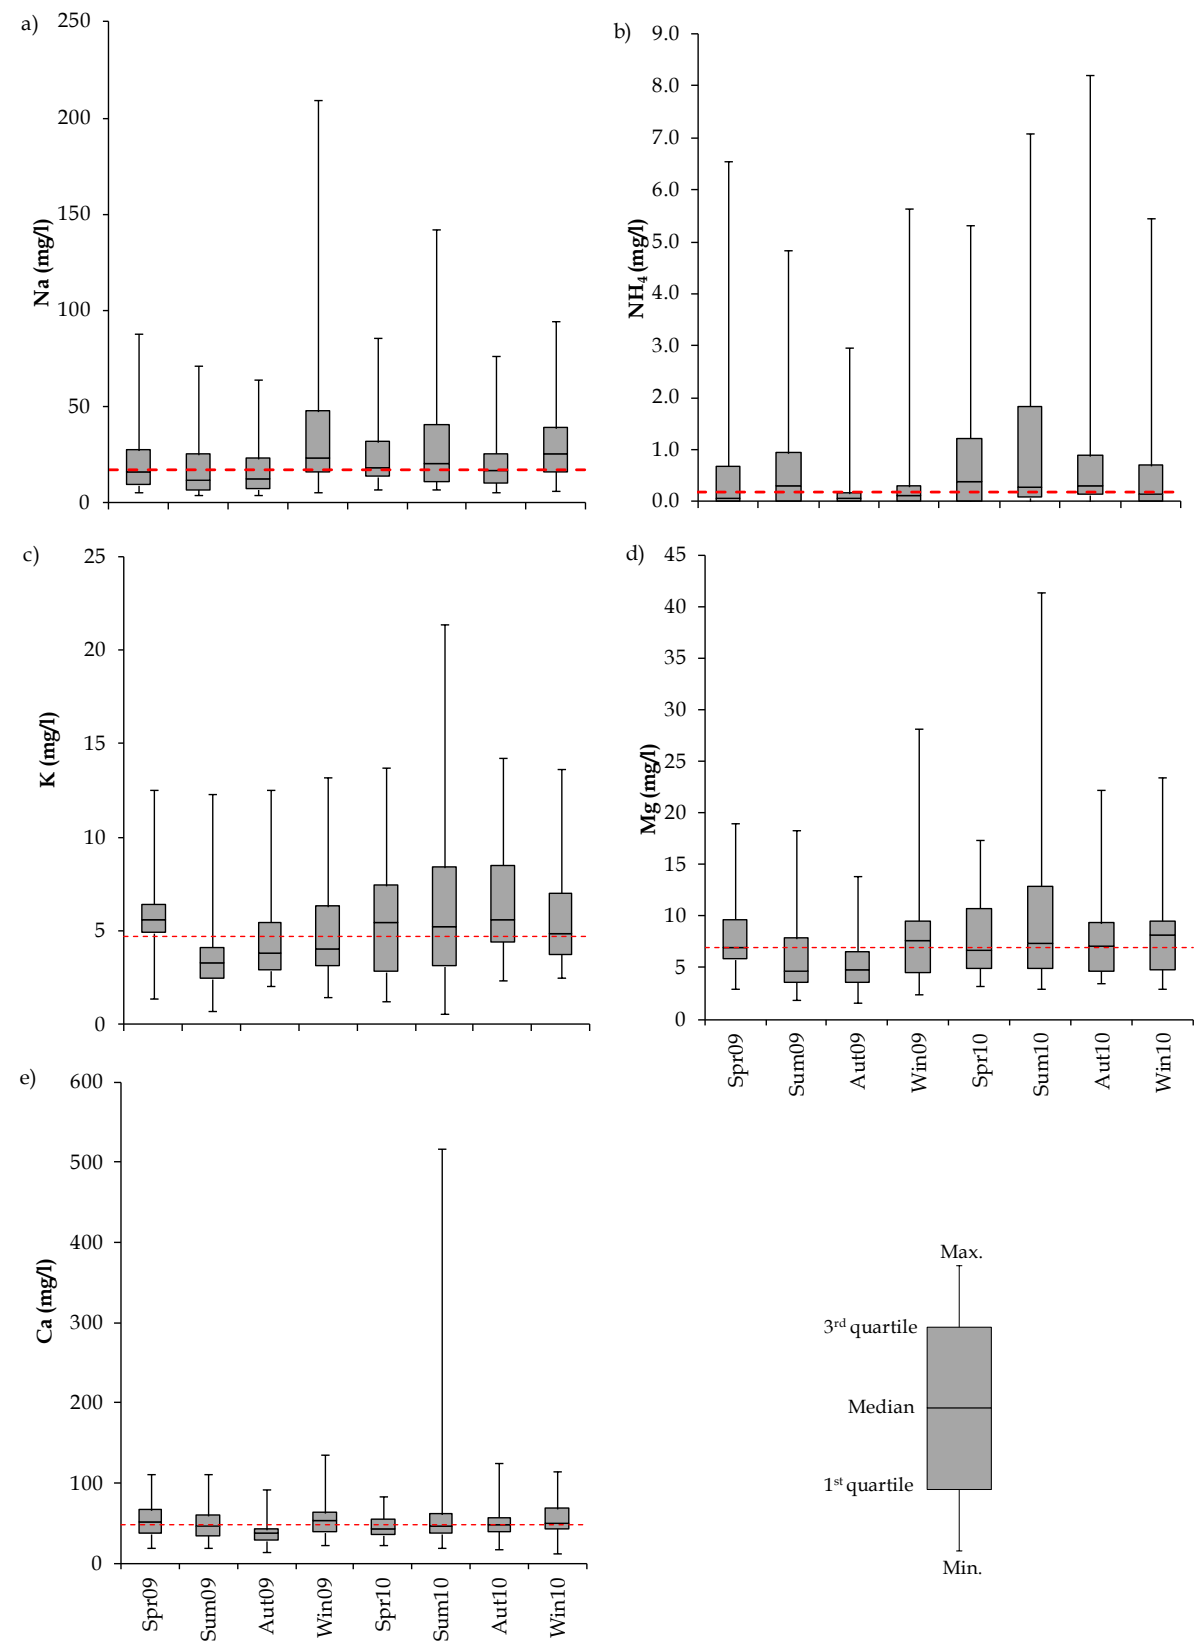 a)
250
200
150
100
50
0
Na (mg/l)
b)
9.0
8.0
7.0
6.0
5.0
4.0
3.0
2.0
1.0
0.0
NH₄ (mg/l)
c)
25
20
15
10
5
0
K (mg/l)
d)
45
40
35
30
25
20
15
10
5
0
Mg (mg/l)
Spr09
Sum09
Aut09
Win09
Spr10
Sum10
Aut10
Win10
e)
600
500
400
300
200
100
0
Ca (mg/l)
Spr09
Sum09
Aut09
Win09
Spr10
Sum10
Aut10
Win10
Max.
3rd quartile
Median
1st quartile
Min.